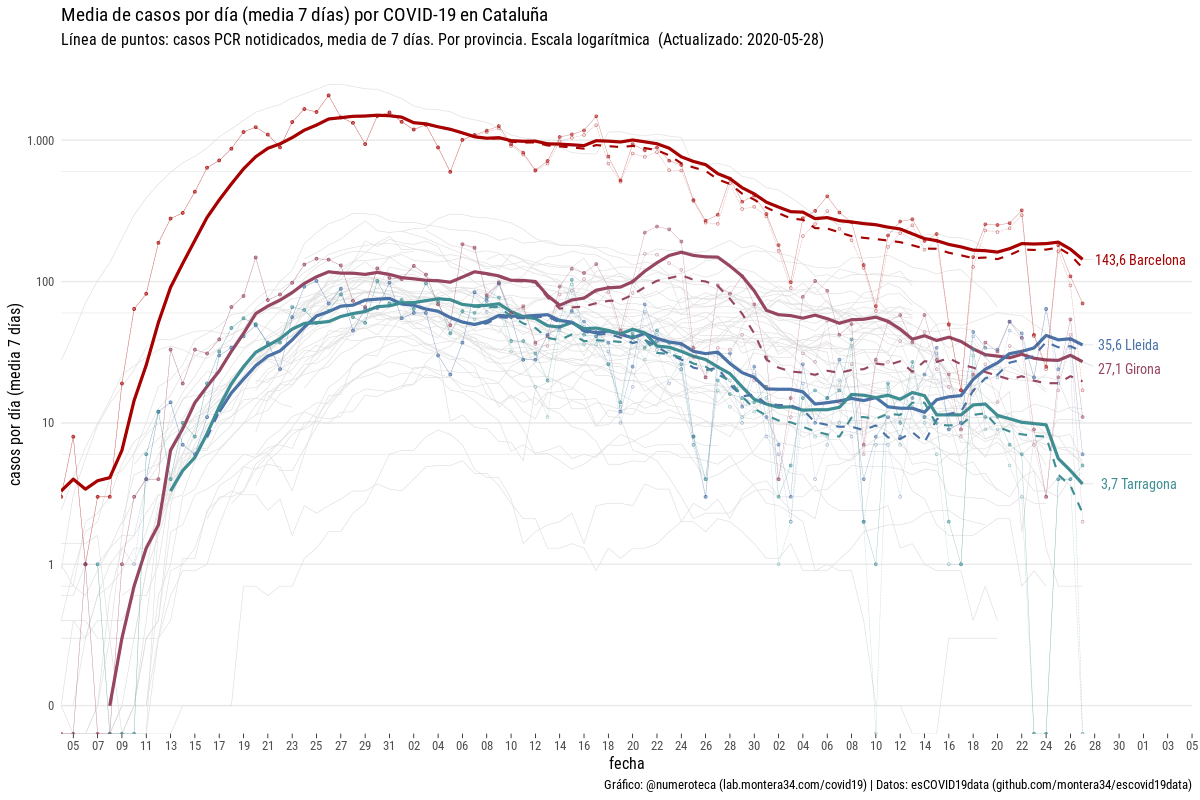 Media de casos por día (media 7 días) por COVID-19 en Cataluña
Línea de puntos: casos PCR notidicados, media de 7 días. Por provincia. Escala logarítmica (Actualizado: 2020-05-28)
casos por día (media 7 días)
1.000
100
10
1
0
143,6 Barcelona
35,6 Lleida
27,1 Girona
3,7 Tarragona
05 07 09 11 13 15 17 19 21 23 25 27 29 31 02 04 06 08 10 12 14 16 18 20 22 24 26 28 30 02 04 06 08 10 12 14 16 18 20 22 24 26 28 30 01 03 05
fecha
Gráfico: @numeroteca (lab.montera34.com/covid19) | Datos: esCOVID19data (github.com/montera34/escovid19data)